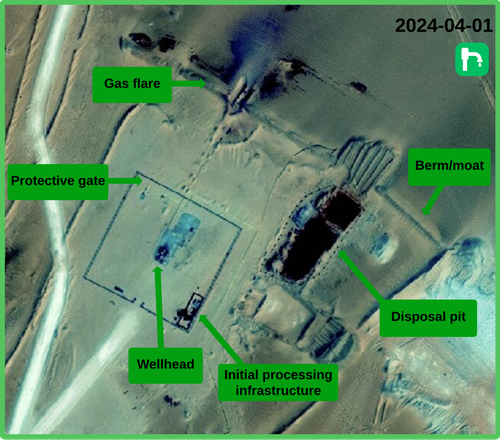 2024-04-01
Gas flare
Berm/moat
Protective gate
Disposal pit
Wellhead
Initial processing
infrastructure